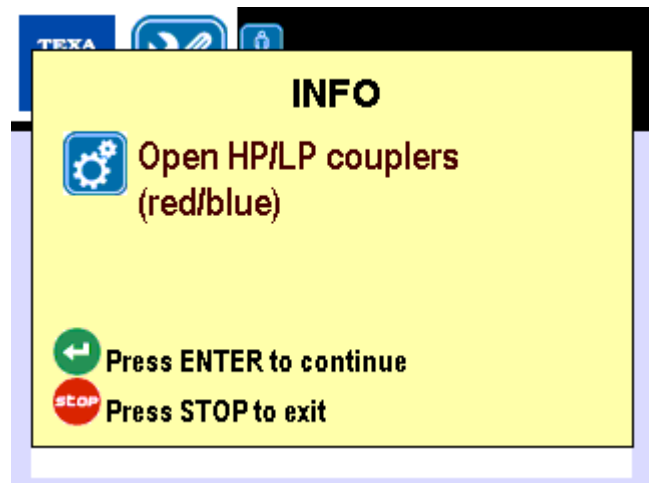 TEXA
INFO
Open HP/LP couplers
(red/blue)
Press ENTER to continue
stop Press STOP to exit